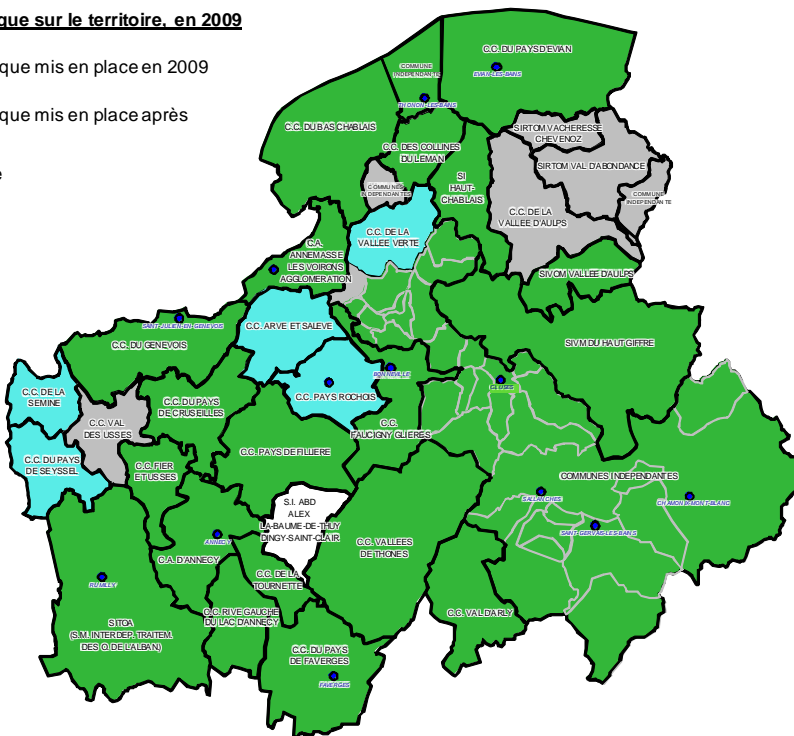 que sur le territoire, en 2009
que mis en place en 2009
que mis en place après
e
C.C. DU PAYS D'EVIAN
EVIAN-LES-BAINS
COMMUNE
INDEPENDANTE
THONON-LES-BAINS
C.C. DU BAS CHABLAIS
C.C. DES COLLINES
DU LEMAN
SIRTOM VACHERESSE
CHEVENOZ
SIRTOM VAL D'ABONDANCE
COMMUNE
INDEPENDANTE
SI
HAUT-
CHABLAIS
COMMUNES
INDEPENDANTES
C.C. DE LA
VALLEE D'AULPS
C.C. DE LA
VALLEE VERTE
C.A.
ANNEMASSE
LES VOIRONS
AGGLOMERATION
SIVOM VALLEE D'AULPS
SAINT-JULIEN-EN-GENEVOIS
C.C. ARVE ET SALEVE
C.C. DU GENEVOIS
SIVM DU HAUT GIFFRE
BONNEVILLE
CLUSES
C.C. DE LA
SEMINE
C.C. PAYS ROCHOIS
C.C. DU PAYS
DE CRUSEILLES
C.C. VAL
DES USSES
C.C.
FAUCIGNY GLIERES
C.C. PAYS DE FILLIERE
C.C. DU PAYS
DE SEYSSEL
C.C. FIER
ET USSES
COMMUNES INDEPENDANTES
SALLANCHES
CHAMONIX-MONT-BLANC
S.I. ABD
ALEX
LA-BAUME-DE-THUY
DINGY-SAINT-CLAIR
SAINT-GERVAIS-LES-BAINS
ANNECY
C.C. VALLEES
DE THONES
C.A. D'ANNECY
C.C. DE LA
TOURNETTE
RUMILLY
C.C. RIVE GAUCHE
DU LAC D'ANNECY
C.C. VAL D'ARLY
SITOA
(S.M. INTERDEP. TRAITEM.
DES O. DE L'ALBAN)
C.C. DU PAYS
DE FAVERGES
FAVERGES